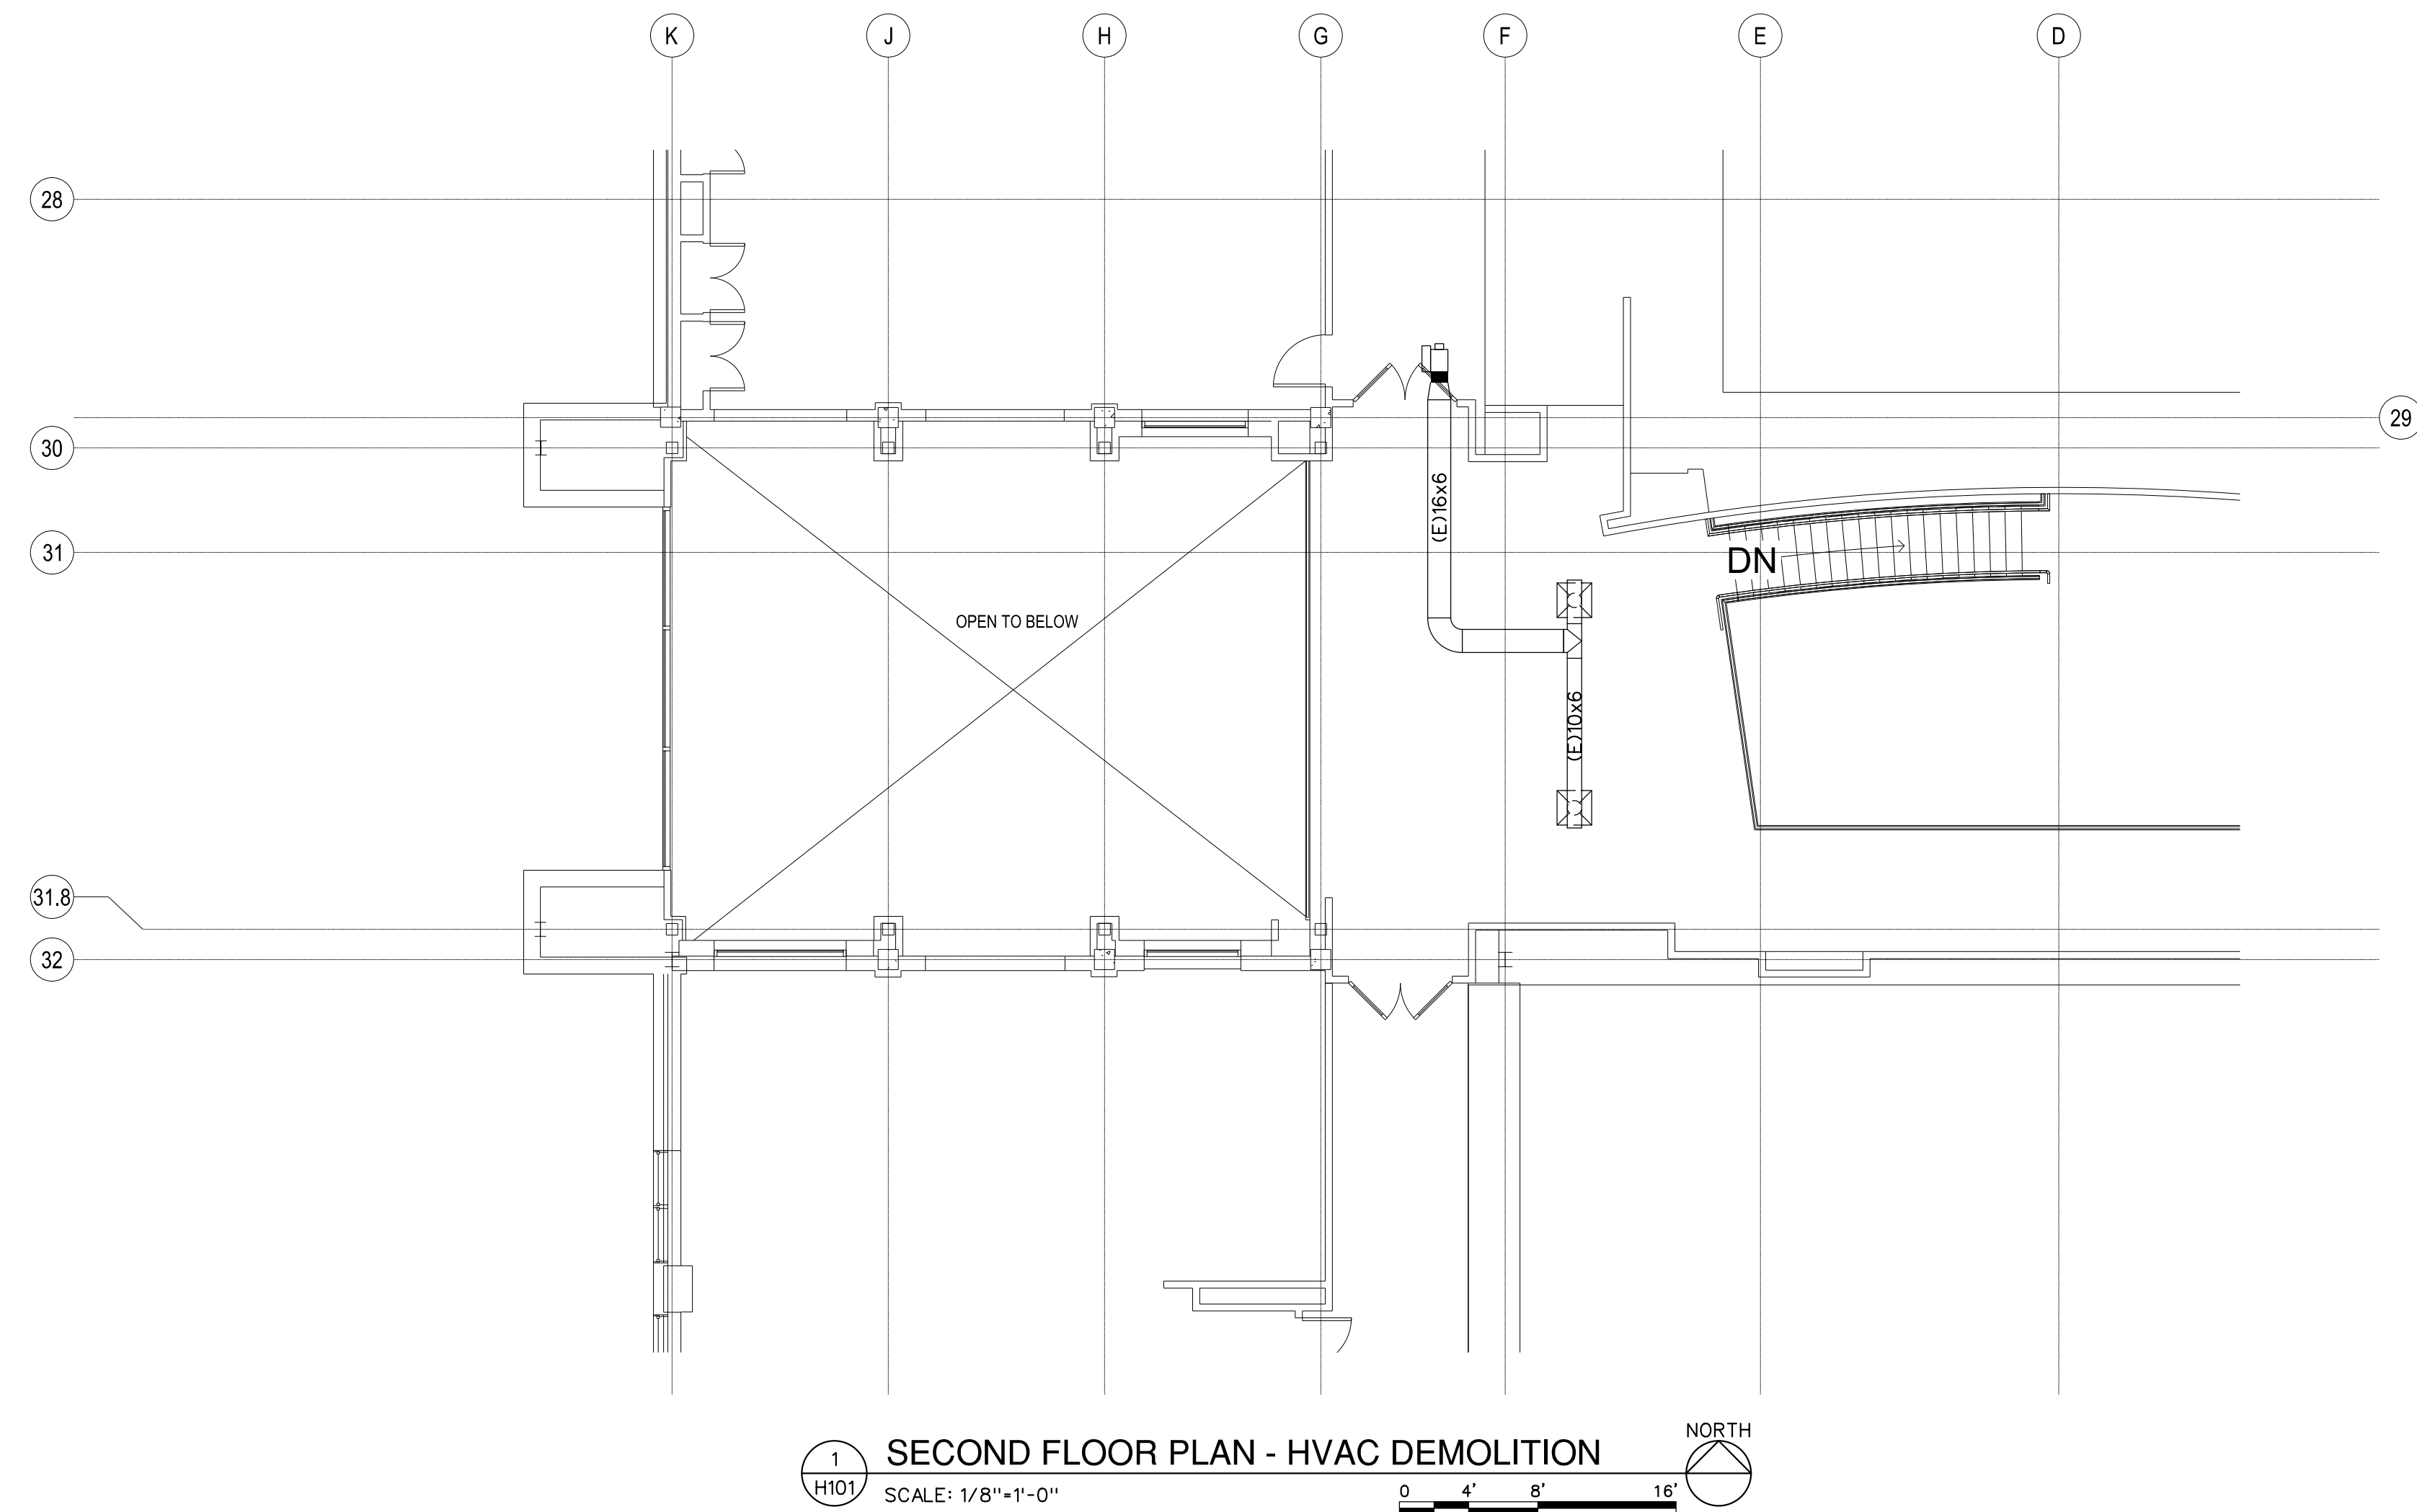 K J H G F E D
28
29
30
(E)16x6
31
DN
OPEN TO BELOW
(E)10x6
31.8
32
NORTH
1
SECOND FLOOR PLAN - HVAC DEMOLITION
H101
SCALE: 1/8"=1'-0"
0 4' 8' 16'